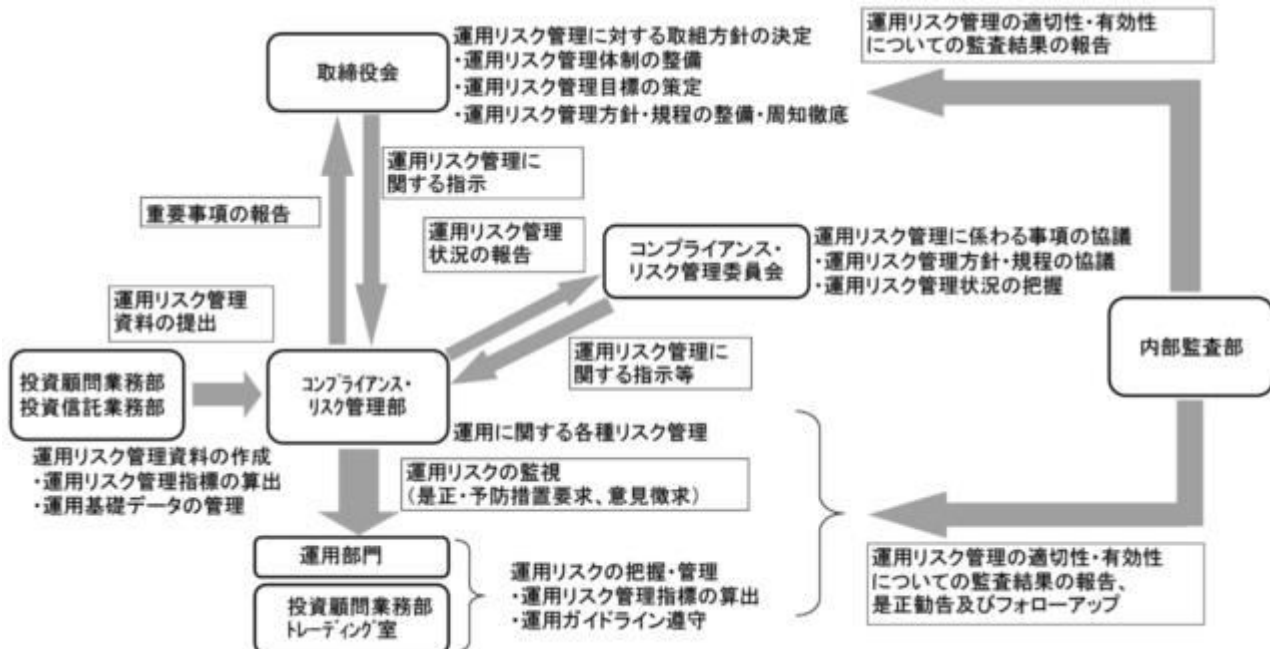 取締役会
運用リスク管理に対する取組方針の決定
・運用リスク管理体制の整備
・運用リスク管理目標の策定
・運用リスク管理方針・規程の整備・周知徹底
運用リスク管理の適切性・有効性
についての監査結果の報告
重要事項の報告
運用リスク管理に
関する指示
運用リスク管理
状況の報告
コンプライアンス・
リスク管理委員会
運用リスク管理に係わる事項の協議
・運用リスク管理方針・規程の協議
・運用リスク管理状況の把握
運用リスク管理
資料の提出
運用リスク管理に
関する指示等
内部監査部
投資顧問業務部
投資信託業務部
コンプライアンス・
リスク管理部
運用に関する各種リスク管理
運用リスク管理資料の作成
・運用リスク管理指標の算出
・運用基礎データの管理
運用リスクの監視
(是正・予防措置要求、意見徴求)
運用部門
投資顧問業務部
トレーディング室
運用リスクの把握・管理
・運用リスク管理指標の算出
・運用ガイドライン遵守
運用リスク管理の適切性・有効性
についての監査結果の報告、
是正勧告及びフォローアップ